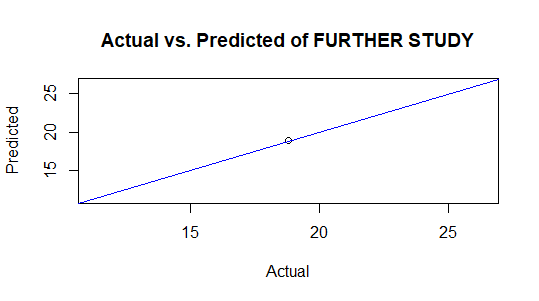 Actual vs. Predicted of FURTHER STUDY
Predicted
25
20
15
15 20 25
Actual